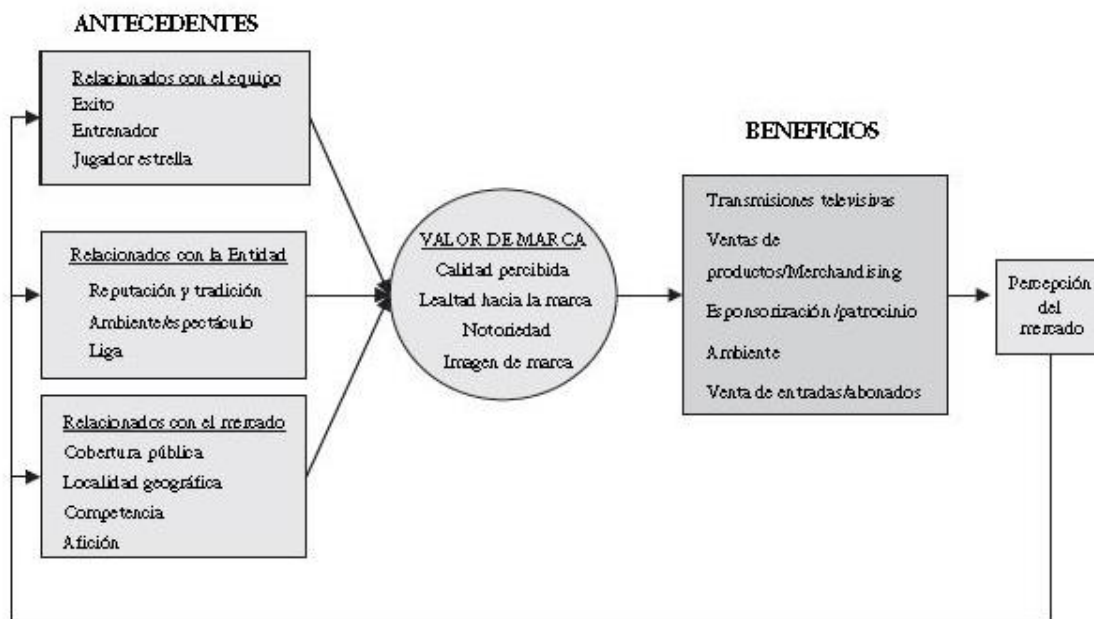 ANTECEDENTES
Relacionados con el equipo
Exito
Entrenador
Jugador estrella
Relacionados con la Entidad
Reputación y tradición
Ambiente/espectáculo
Liga
Relacionados con el mercado
Cobertura pública
Localidad geográfica
Competencia
Afición
VALOR DE MARCA
Calidad percibida
Lealtad hacia la marca
Notoriedad
Imagen de marca
BENEFICIOS
Transmisiones televisivas
Ventas de
productos/Merchandising
Esponsorización/patrocinio
Ambiente
Venta de entradas/abonados
Percepción
del
mercado